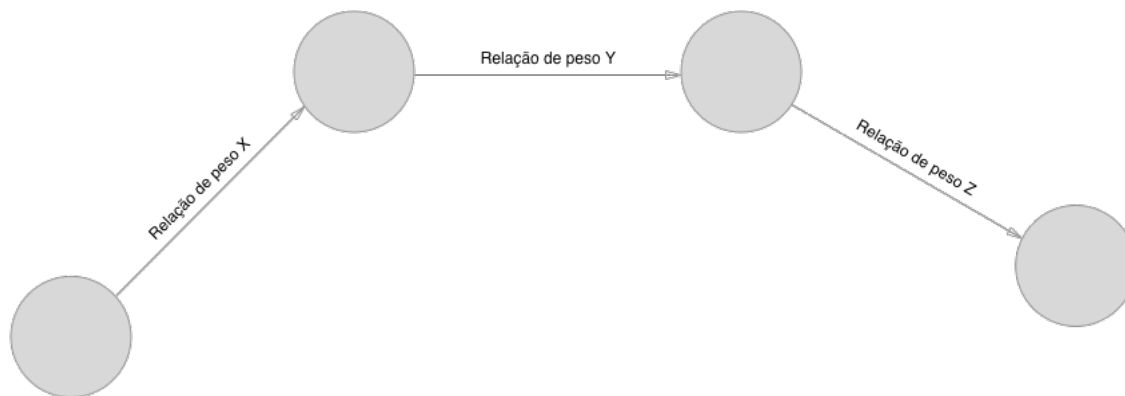 Relação de peso X
Relação de peso Y
Relação de peso Z